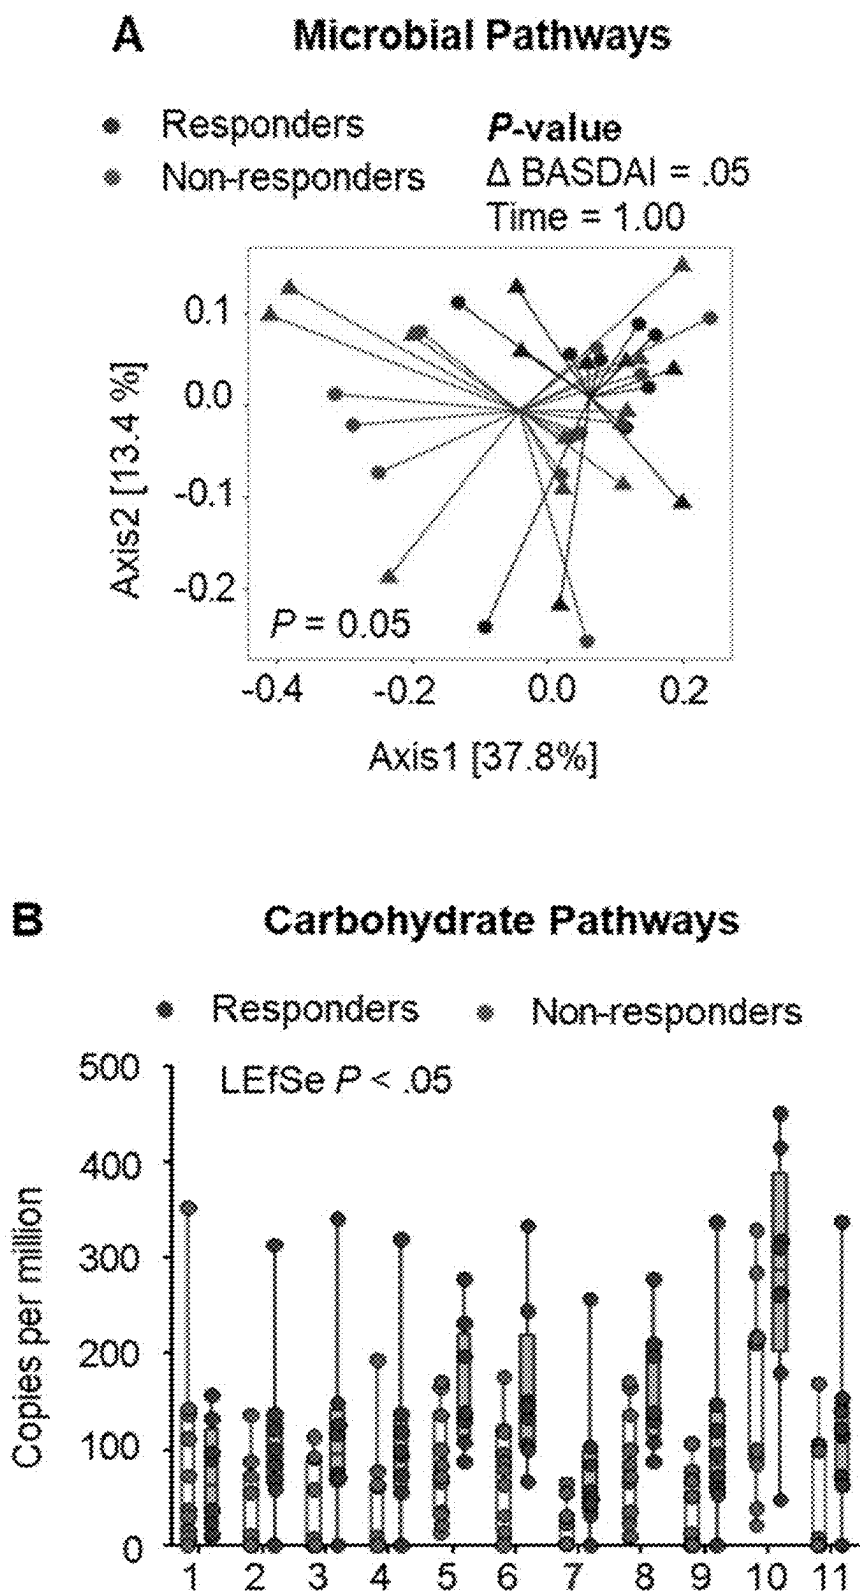 A Microbial Pathways
Responders
Non-responders
P-value
Δ BASDAI = .05
Time = 1.00
0.1
0.0
-0.1
-0.2
Axis2 [13.4 %]
P = 0.05
-0.4 -0.2 0.0 0.2
Axis1 [37.8%]
B Carbohydrate Pathways
Responders Non-responders
LEfSe P < .05
500
400
300
200
100
0
Copies per million
1 2 3 4 5 6 7 8 9 10 11